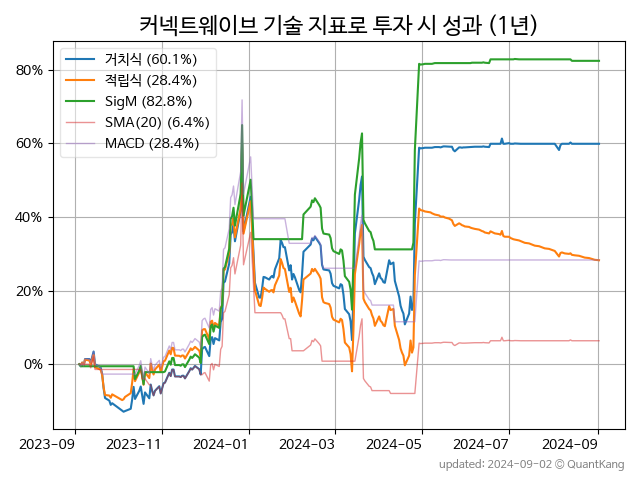 커넥트웨이브 기술 지표로 투자 시 성과 (1년)
거치식 (60.1%)
적립식 (28.4%)
SigM (82.8%)
SMA(20) (6.4%)
MACD (28.4%)
80%
60%
40%
20%
0%
2023-09 2023-11 2024-01 2024-03 2024-05 2024-07 2024-09
updated: 2024-09-02 © QuantKang